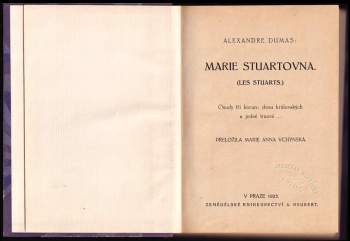 ALEXANDRE DUMAS:
MARIE STUARTOVNA.
(LES STUARTS.)
Osudy tří korun: dvou královských
a jedné trnové ...
PŘELOŽILA MARIE ANNA VCHYNSKÁ.
V PRAZE 1925.
ZEMĚDĚLSKÉ KNIHKUPECTVÍ A. NEUBERT.